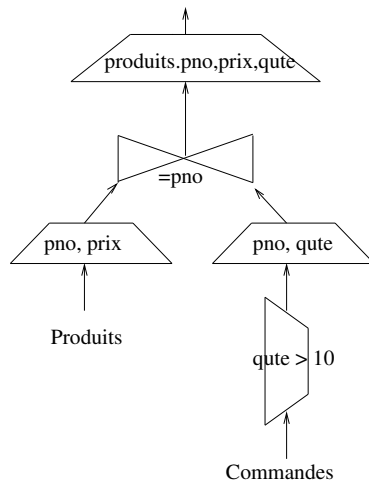 produits.pno,prix,qute
=pno
pno, prix
pno, qute
Produits
qute > 10
Commandes